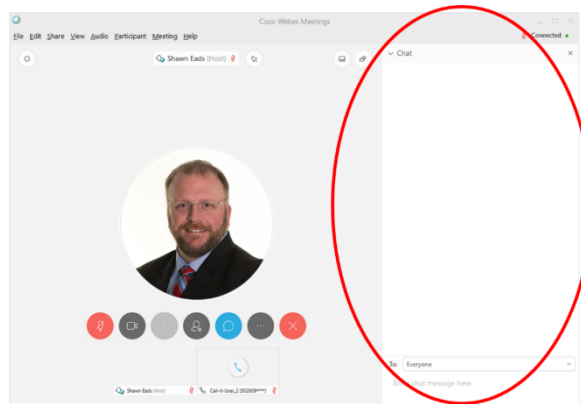 Cisco Webex Meetings
File Edit Share View Audio Participant Meeting Help
Connected
Shawn Eads (Host)
Chat
To: Everyone
Enter chat message here
Shawn Eads (Host)
Call-in User_2